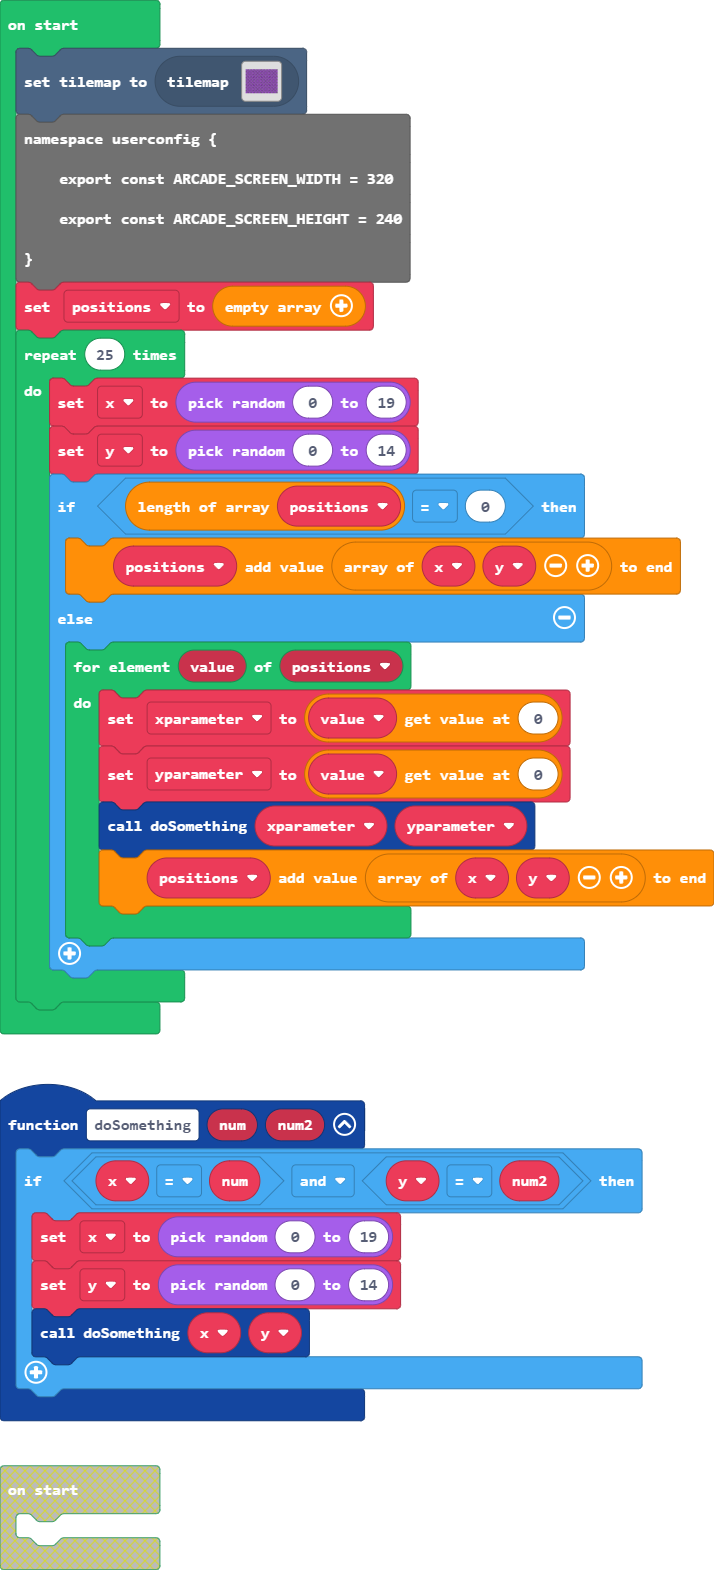 on start
set tilemap to tilemap
namespace userconfig {
export const ARCADE_SCREEN_WIDTH = 320
export const ARCADE_SCREEN_HEIGHT = 240
}
set positions to empty array
repeat 25 times
do
set x to pick random 0 to 19
set y to pick random 0 to 14
if length of array positions = 0 then
positions add value array of x y to end
else
for element value of positions
do
set xparameter to value get value at 0
set yparameter to value get value at 0
call doSomething xparameter yparameter
positions add value array of x y to end
function doSomething num num2
if x = num and y = num2 then
set x to pick random 0 to 19
set y to pick random 0 to 14
call doSomething x y
on start